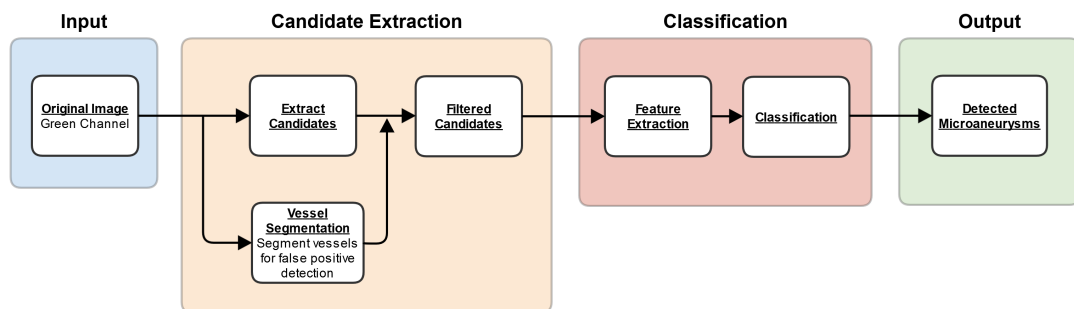 Input
Candidate Extraction
Classification
Output
Original Image
Green Channel
Extract
Candidates
Filtered
Candidates
Vessel
Segmentation
Segment vessels
for false positive
detection
Feature
Extraction
Classification
Detected
Microaneurysms